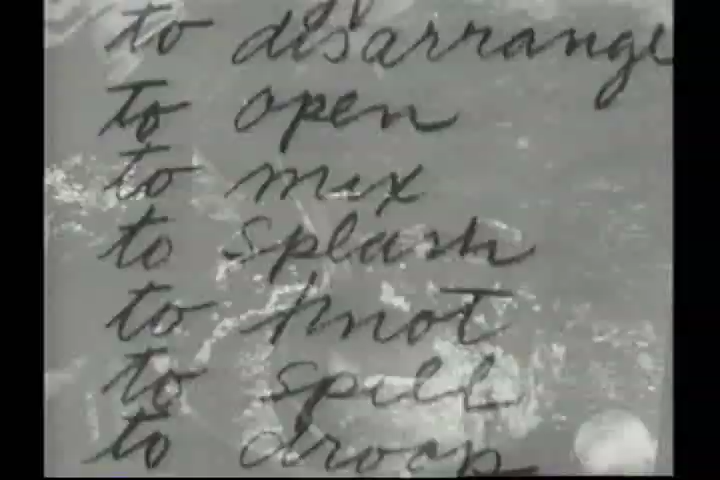 to disarrange
to open
to mix
to splash
to knot
to spill
to droop